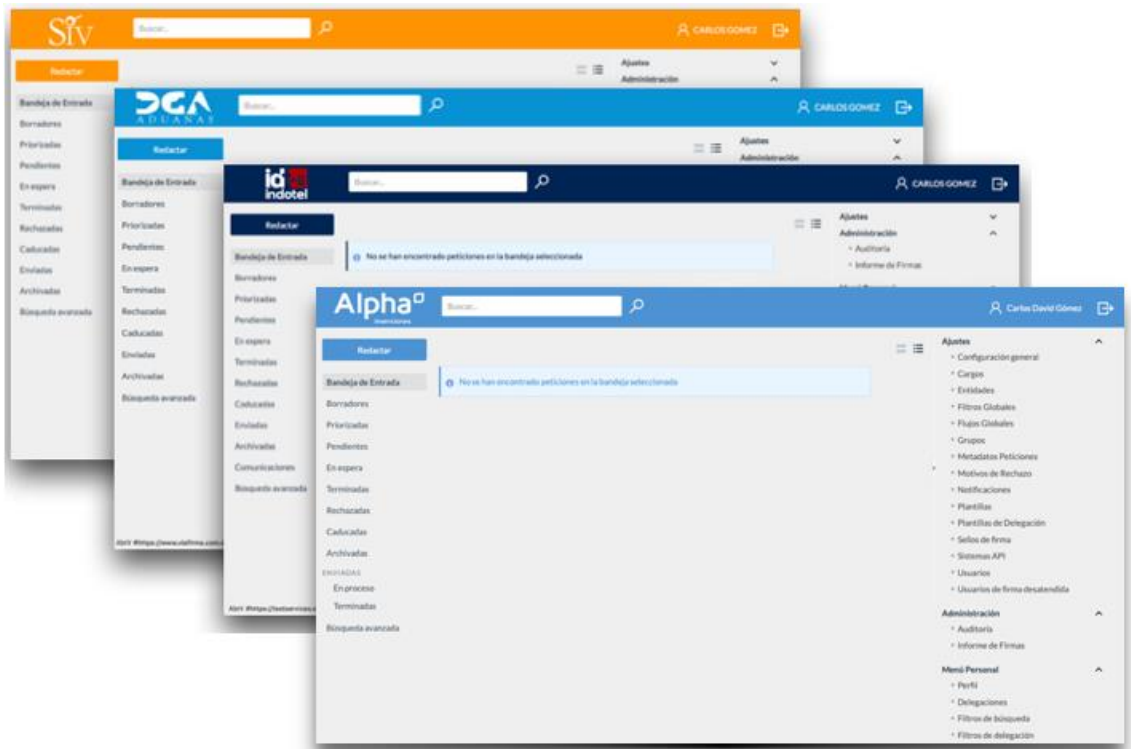 Siv
Buscar...
CARLOS GOMEZ
Redactar
Ajustes
Administración
Bandeja de Entrada
Borradores
Priorizadas
Pendientes
En espera
Terminadas
Rechazadas
Caducadas
Enviadas
Archivadas
Búsqueda avanzada
DGA
ADUANAS
Buscar...
CARLOS GOMEZ
Redactar
Ajustes
Administración
Bandeja de Entrada
Borradores
Priorizadas
Pendientes
En espera
Terminadas
Rechazadas
Caducadas
Enviadas
Archivadas
Búsqueda avanzada
indotel
Buscar...
CARLOS GOMEZ
Redactar
Ajustes
Administración
Auditoría
Informe de Firmas
Bandeja de Entrada
No se han encontrado peticiones en la bandeja seleccionada
Borradores
Priorizadas
Pendientes
En espera
Terminadas
Rechazadas
Caducadas
Enviadas
Archivadas
Comunicaciones
Búsqueda avanzada
Alpha
Inversiones
Buscar...
Carlos David Gómez
Redactar
Bandeja de Entrada
No se han encontrado peticiones en la bandeja seleccionada
Borradores
Priorizadas
Pendientes
En espera
Terminadas
Rechazadas
Caducadas
Archivadas
ENVIADAS
En proceso
Terminadas
Búsqueda avanzada
Ajustes
Configuración general
Cargos
Entidades
Filtros Globales
Flujos Globales
Grupos
Metadatos Peticiones
Motivos de Rechazo
Notificaciones
Plantillas
Plantillas de Delegación
Sellos de firma
Sistemas API
Usuarios
Usuarios de firma desatendida
Administración
Auditoría
Informe de Firmas
Menú Personal
Perfil
Delegaciones
Filtros de búsqueda
Filtros de delegación